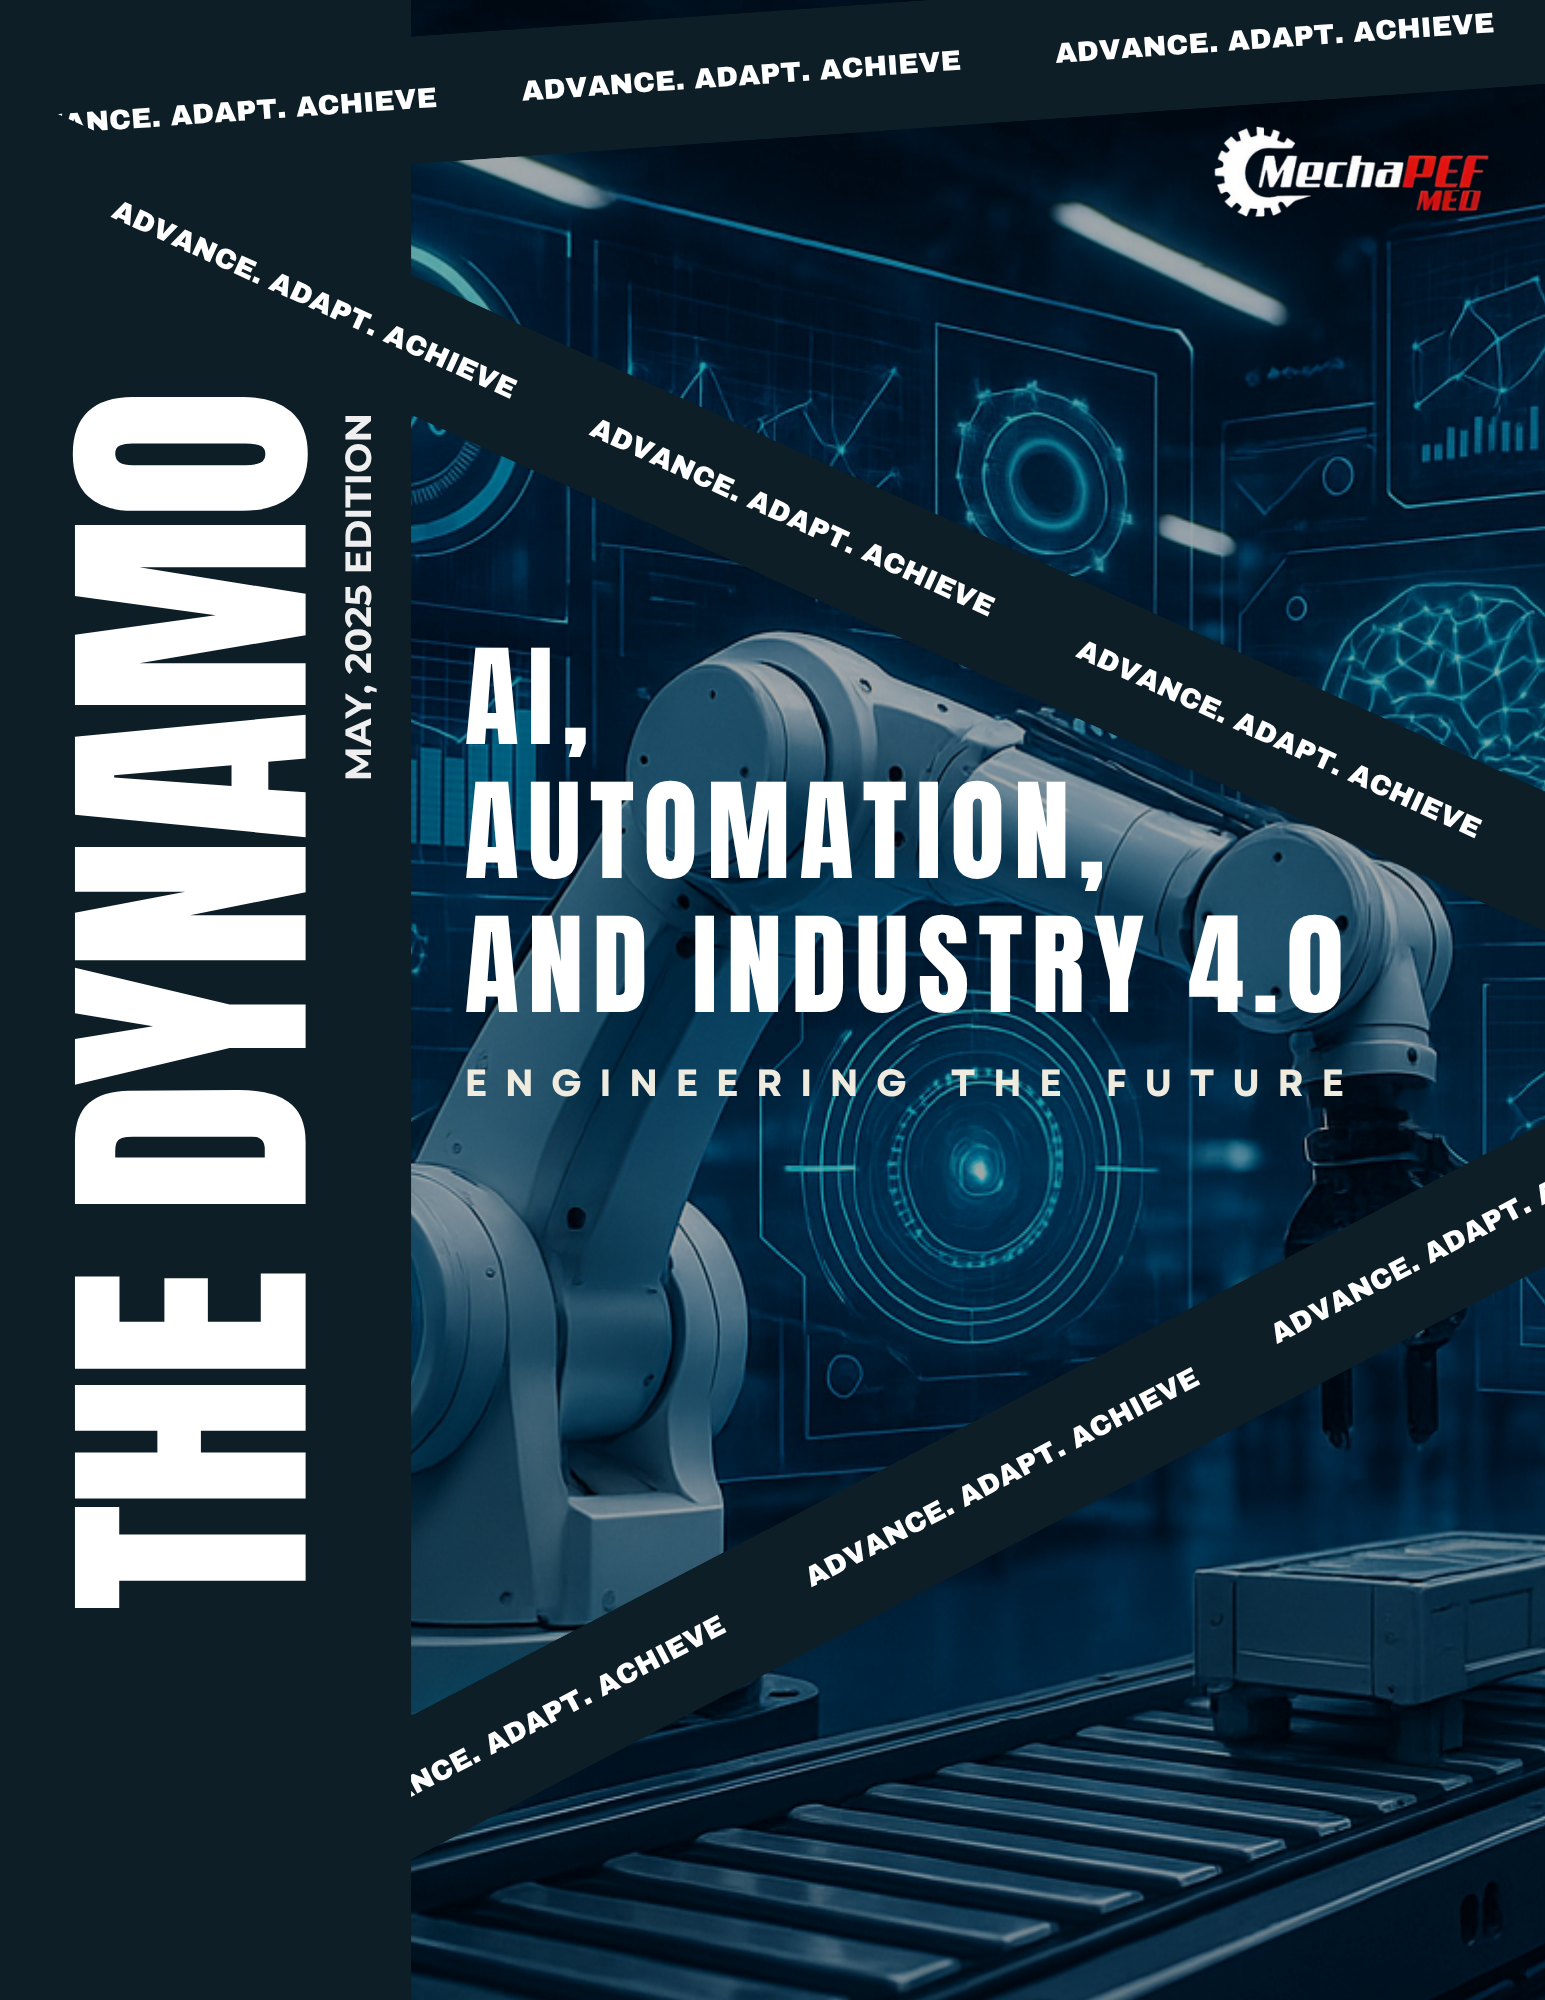 ANCE. ADAPT. ACHIEVE
ADVANCE. ADAPT. ACHIEVE
ADVANCE. ADAPT. ACHIEVE
MechaPEF
MED
ADVANCE. ADAPT. ACHIEVE
ADVANCE. ADAPT. ACHIEVE
ADVANCE. ADAPT. ACHIEVE
THE DYNAMO
MAY, 2025 EDITION
AI,
AUTOMATION,
AND INDUSTRY 4.0
ENGINEERING THE FUTURE
NCE. ADAPT. ACHIEVE
ADVANCE. ADAPT. ACHIEVE
ADVANCE. ADAPT.